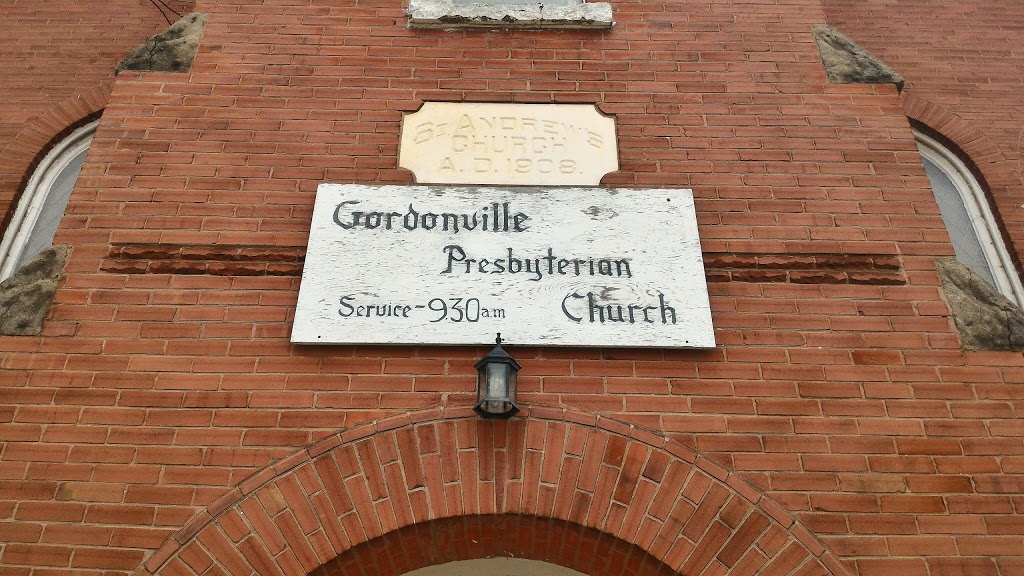 St ANDREW'S
CHURCH
A.D. 1908.
Gordonville
Presbyterian
Service-930am Church